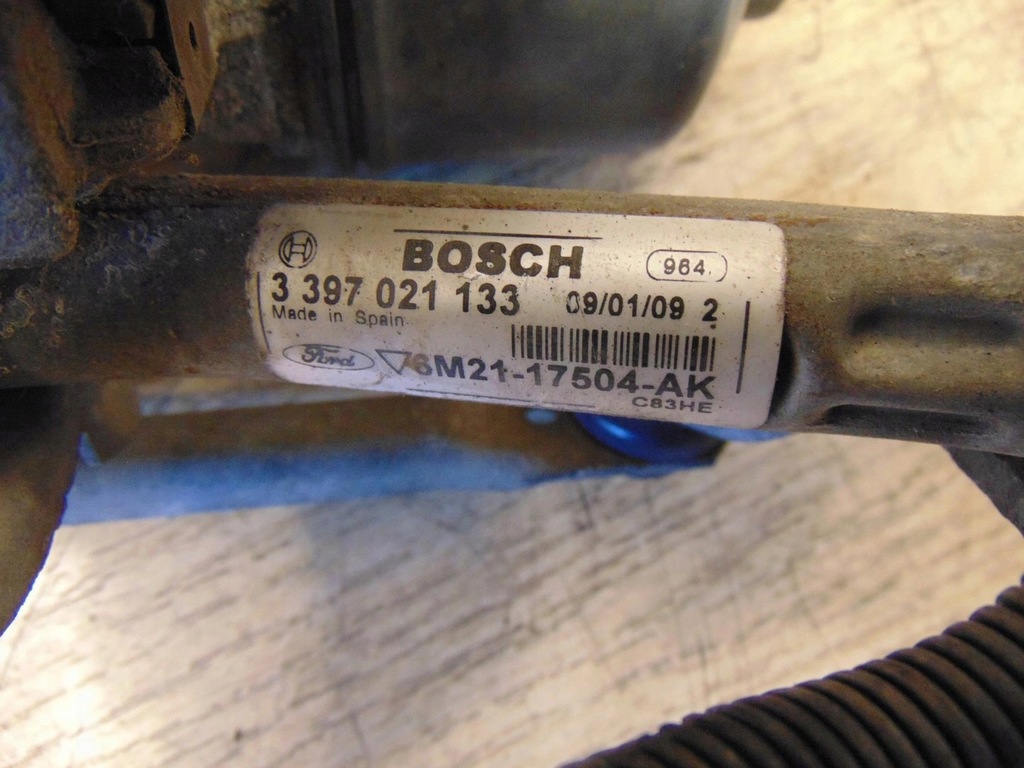 BOSCH 964
3 397 021 133 09/01/09 2
Made in Spain
Ford 6M21-17504-AK
C83HE